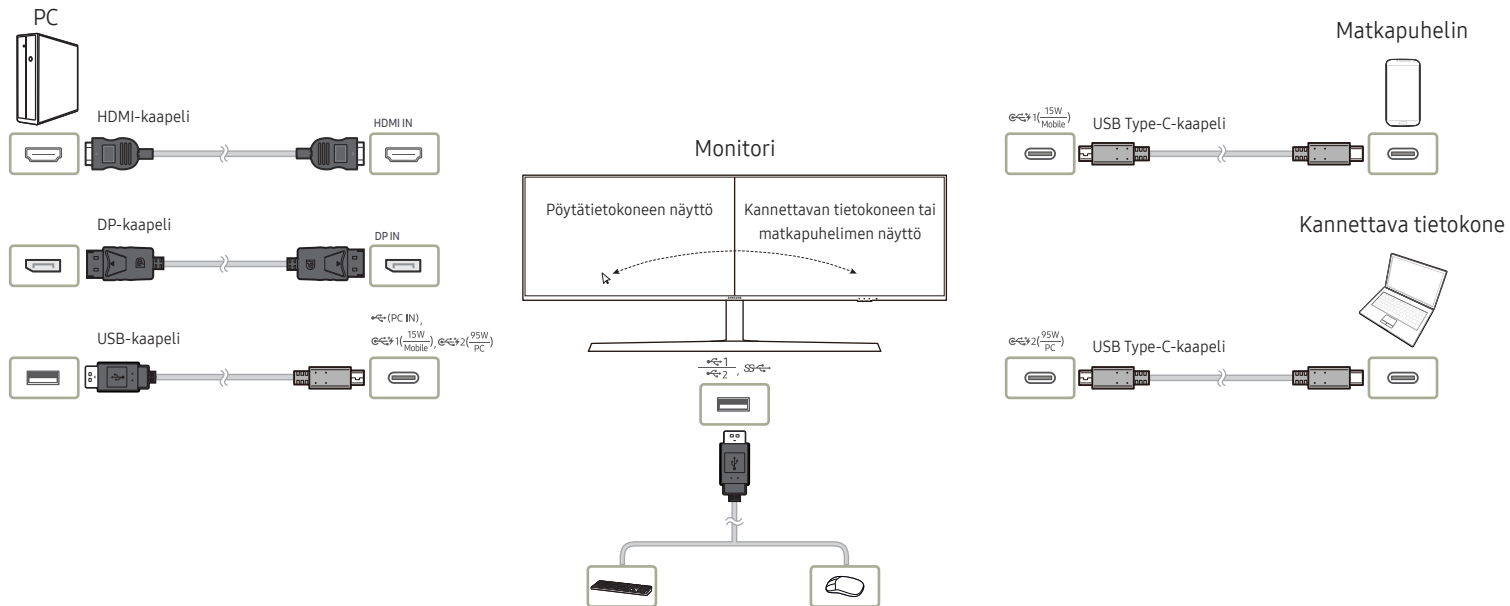 PC
HDMI-kaapeli
HDMI IN
DP-kaapeli
DP IN
USB-kaapeli
(PC IN),
1(15W/Mobile), 2(95W/PC)
Monitori
Pöytätietokoneen näyttö
Kannettavan tietokoneen tai
matkapuhelimen näyttö
SAMSUNG
1
2, SS
Matkapuhelin
1(15W/Mobile)
USB Type-C-kaapeli
Kannettava tietokone
2(95W/PC)
USB Type-C-kaapeli